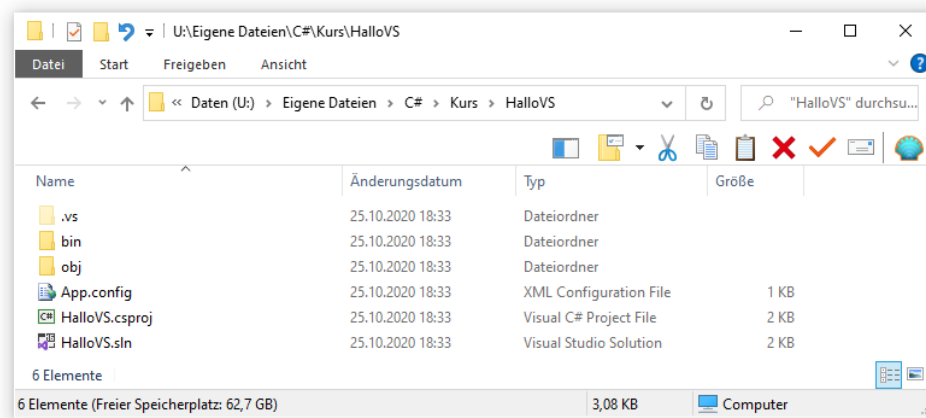 U:\Eigene Dateien\C#\Kurs\HalloVS
Datei Start Freigeben Ansicht ?
« Daten (U:) > Eigene Dateien > C# > Kurs > HalloVS "HalloVS" durchsu...
Name Änderungsdatum Typ Größe
.vs 25.10.2020 18:33 Dateiordner
bin 25.10.2020 18:33 Dateiordner
obj 25.10.2020 18:33 Dateiordner
App.config 25.10.2020 18:33 XML Configuration File 1 KB
C# HalloVS.csproj 25.10.2020 18:33 Visual C# Project File 2 KB
HalloVS.sln 25.10.2020 18:33 Visual Studio Solution 2 KB
6 Elemente
6 Elemente (Freier Speicherplatz: 62,7 GB) 3,08 KB Computer